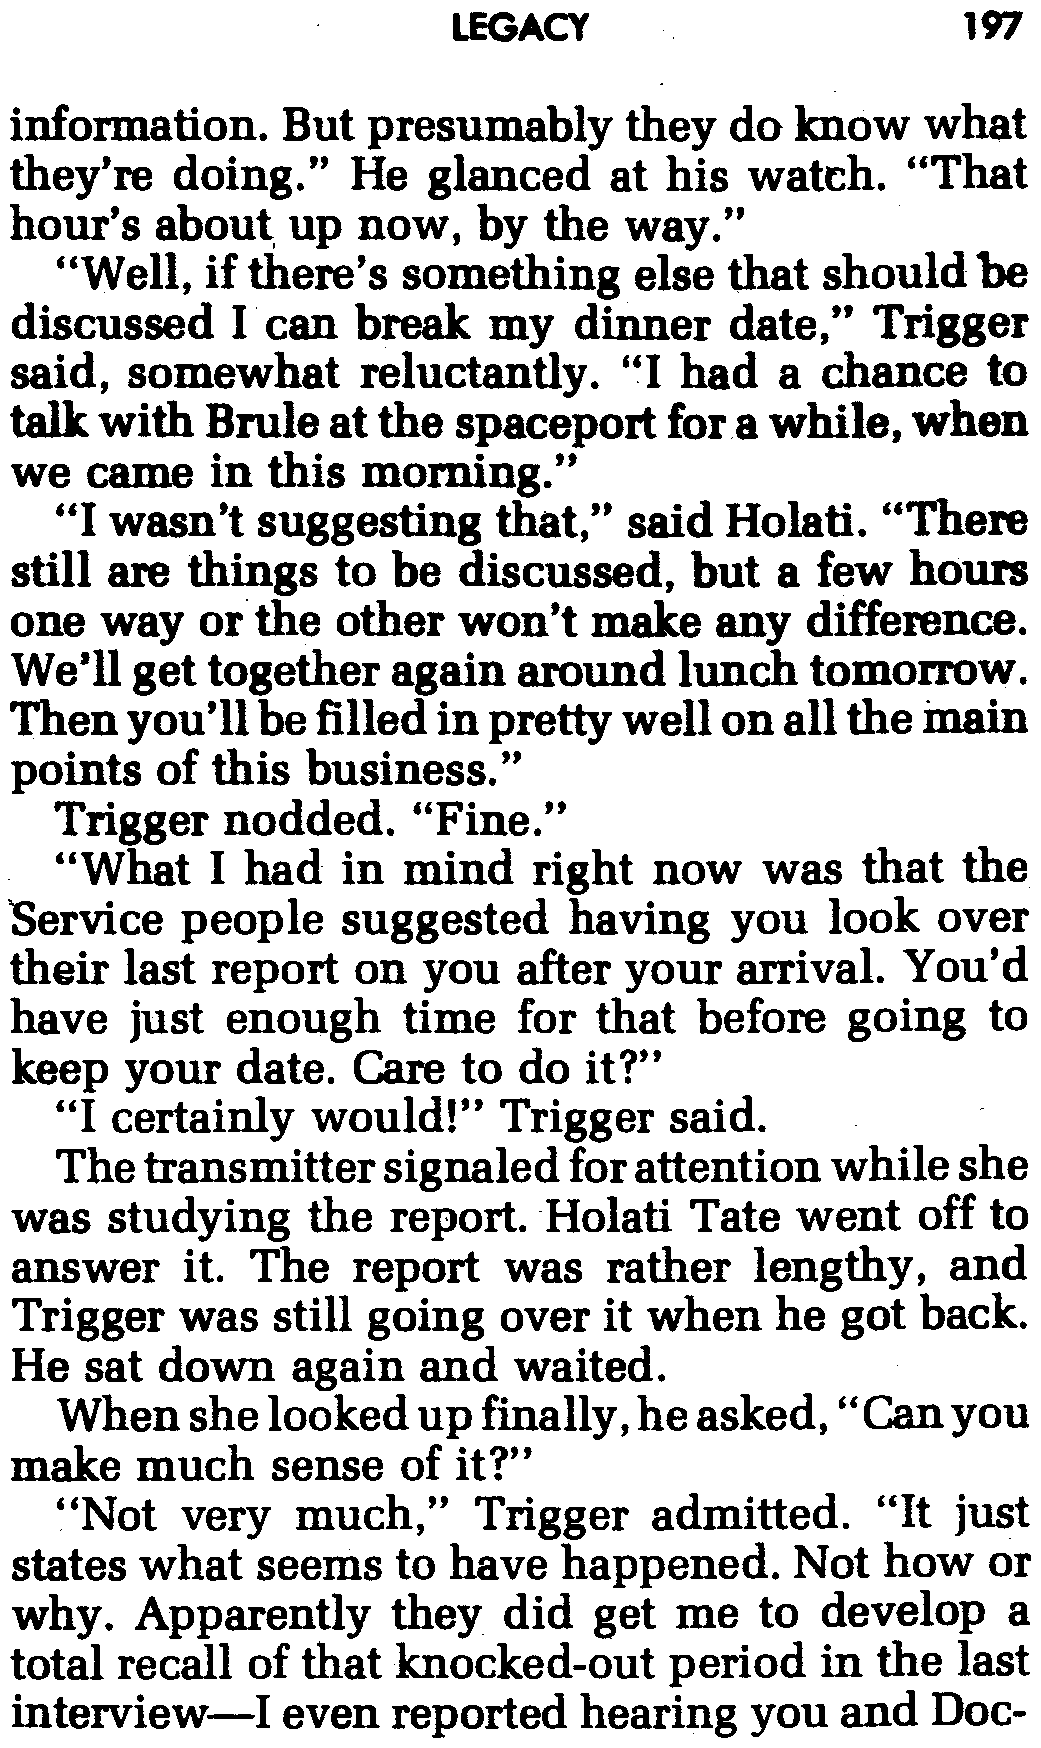 LEGACY 197
information. But presumably they do know what
they're doing.” He glanced at his watch. “That
hour's about up now, by the way.”
“Well, if there's something else that should be
discussed I can break my dinner date,” Trigger
said, somewhat reluctantly. “I had a chance to
talk with Brule at the spaceport for a while, when
we came in this morning.”
“I wasn't suggesting that,” said Holati. “There
still are things to be discussed, but a few hours
one way or the other won't make any difference.
We'll get together again around lunch tomorrow.
Then you'll be filled in pretty well on all the main
points of this business.”
Trigger nodded. “Fine.”
“What I had in mind right now was that the
Service people suggested having you look over
their last report on you after your arrival. You'd
have just enough time for that before going to
keep your date. Care to do it?”
“I certainly would!” Trigger said.
The transmitter signaled for attention while she
was studying the report. Holati Tate went off to
answer it. The report was rather lengthy, and
Trigger was still going over it when he got back.
He sat down again and waited.
When she looked up finally, he asked, “Can you
make much sense of it?”
“Not very much,” Trigger admitted. “It just
states what seems to have happened. Not how or
why. Apparently they did get me to develop a
total recall of that knocked-out period in the last
interview—I even reported hearing you and Doc-